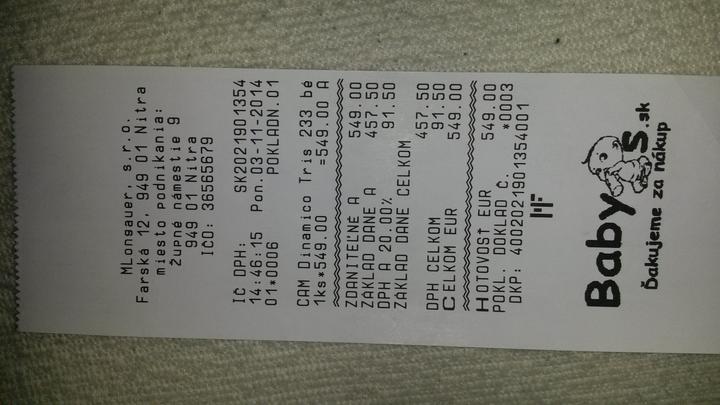 MLongauer, s.r.o.
Farská 12, 949 01 Nitra
miesto podnikania:
Župné námestie 9
949 01 Nitra
IČO: 36565679
IČ DPH: SK2021901354
14:46:15 Pon.03-11-2014
01*0006 POKLADN.01
CAM Dinamico Tris 233 bé
1ks*549.00 =549.00 A
ZDANITEĽNÉ A 549.00
ZÁKLAD DANE A 457.50
DPH A 20.00% 91.50
ZÁKLAD DANE CELKOM 457.50
DPH CELKOM 91.50
CELKOM EUR 549.00
HOTOVOSŤ EUR 549.00
POKL. DOKLAD Č. *0003
DKP: 4002021901354001
MF
BabyS.sk
Ďakujeme za nákup